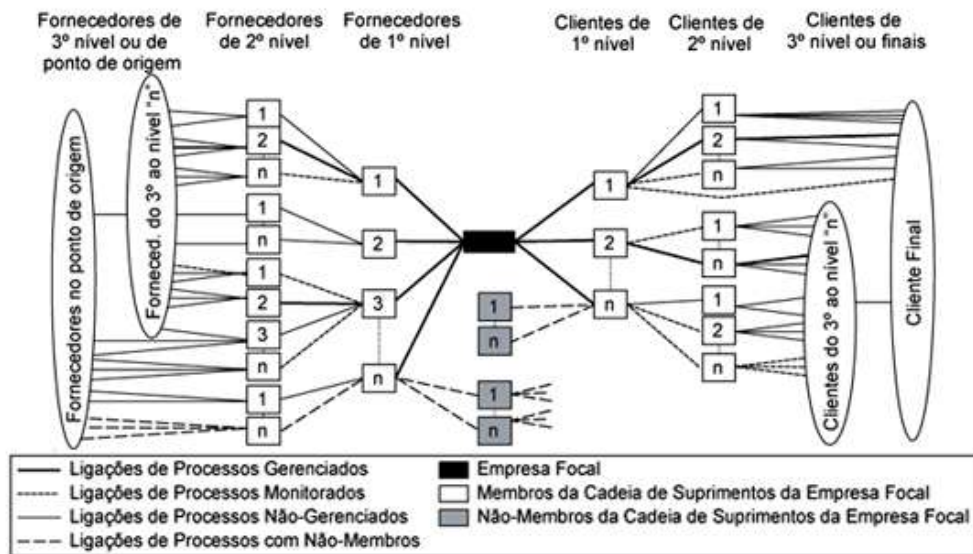 Fornecedores de
3º nível ou de
ponto de origem
Fornecedores
de 2º nível
Fornecedores
de 1º nível
Clientes de
1º nível
Clientes de
2º nível
Clientes de
3º nível ou finais
Fornecedores no ponto de origem
Forneced. do 3º ao nível "n"
1
2
n
1
n
1
2
3
n
1
n
1
2
3
n
1
n
1
n
1
2
n
1
2
n
1
n
1
2
n
Clientes do 3º ao nível "n"
Cliente Final
Ligações de Processos Gerenciados
Ligações de Processos Monitorados
Ligações de Processos Não-Gerenciados
Ligações de Processos com Não-Membros
Empresa Focal
Membros da Cadeia de Suprimentos da Empresa Focal
Não-Membros da Cadeia de Suprimentos da Empresa Focal